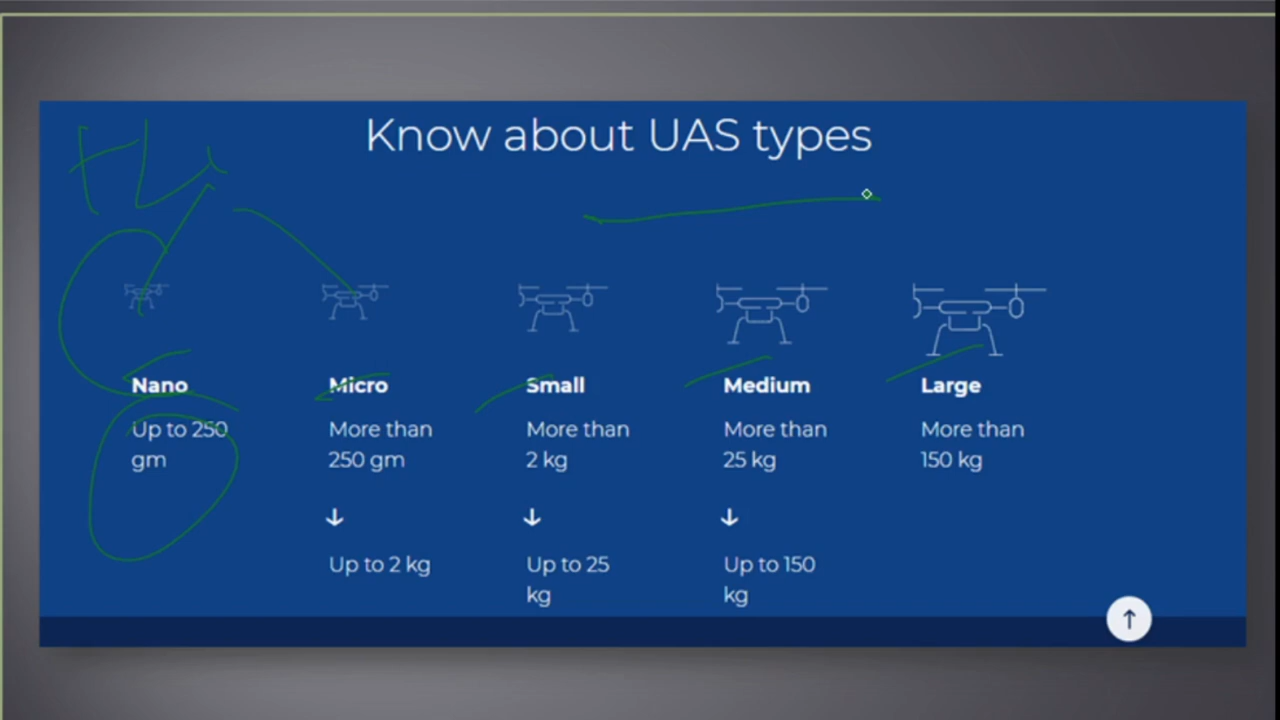 Know about UAS types
Nano
Up to 250
gm
Micro
More than
250 gm
↓
Up to 2 kg
Small
More than
2 kg
↓
Up to 25
kg
Medium
More than
25 kg
↓
Up to 150
kg
Large
More than
150 kg
↑